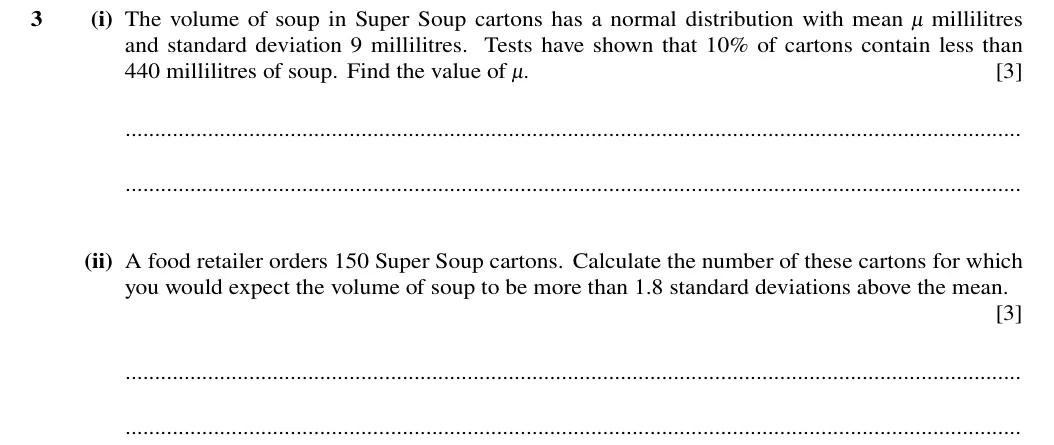 3 (i) The volume of soup in Super Soup cartons has a normal distribution with mean μ millilitres
and standard deviation 9 millilitres. Tests have shown that 10% of cartons contain less than
440 millilitres of soup. Find the value of μ. [3]
................................................................................................................................................................
................................................................................................................................................................
(ii) A food retailer orders 150 Super Soup cartons. Calculate the number of these cartons for which
you would expect the volume of soup to be more than 1.8 standard deviations above the mean.
[3]
................................................................................................................................................................
................................................................................................................................................................